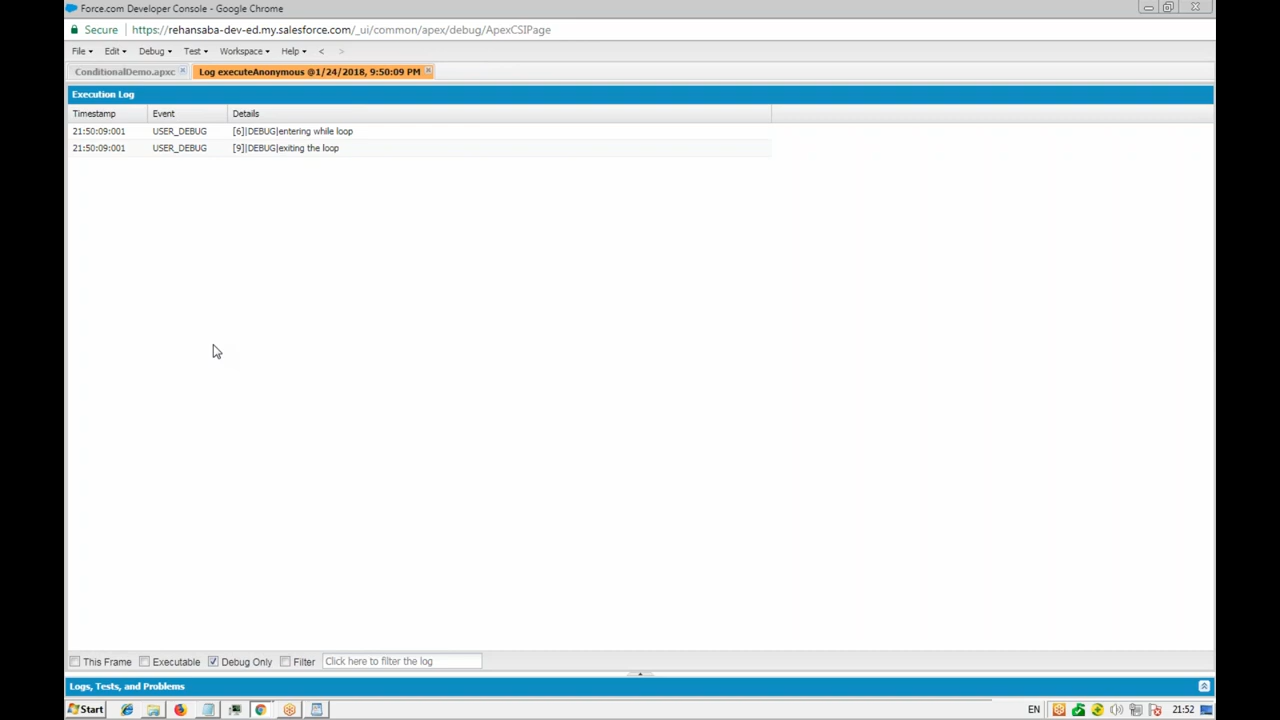 Force.com Developer Console - Google Chrome
Secure https://rehansaba-dev-ed.my.salesforce.com/_ui/common/apex/debug/ApexCSIPage
File Edit Debug Test Workspace Help < >
ConditionalDemo.apxc Log executeAnonymous @1/24/2018, 9:50:09 PM
Execution Log
Timestamp Event Details
21:50:09:001 USER_DEBUG [6]|DEBUG|entering while loop
21:50:09:001 USER_DEBUG [9]|DEBUG|exiting the loop
This Frame Executable Debug Only Filter Click here to filter the log
Logs, Tests, and Problems
Start EN 21:52